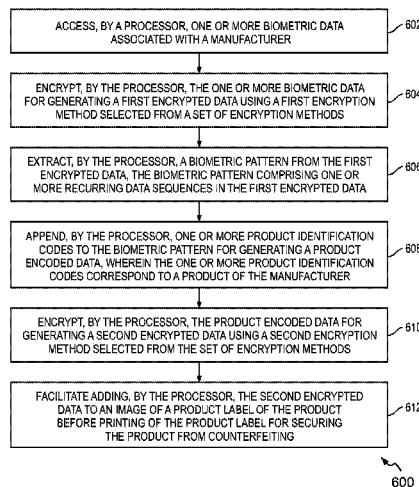 ACCESS, BY A PROCESSOR, ONE OR MORE BIOMETRIC DATA
ASSOCIATED WITH A MANUFACTURER
602
ENCRYPT, BY THE PROCESSOR, THE ONE OR MORE BIOMETRIC DATA
FOR GENERATING A FIRST ENCRYPTED DATA USING A FIRST ENCRYPTION
METHOD SELECTED FROM A SET OF ENCRYPTION METHODS
604
EXTRACT, BY THE PROCESSOR, A BIOMETRIC PATTERN FROM THE FIRST
ENCRYPTED DATA, THE BIOMETRIC PATTERN COMPRISING ONE OR
MORE RECURRING DATA SEQUENCES IN THE FIRST ENCRYPTED DATA
606
APPEND, BY THE PROCESSOR, ONE OR MORE PRODUCT IDENTIFICATION
CODES TO THE BIOMETRIC PATTERN FOR GENERATING A PRODUCT
ENCODED DATA, WHEREIN THE ONE OR MORE PRODUCT IDENTIFICATION
CODES CORRESPOND TO A PRODUCT OF THE MANUFACTURER
608
ENCRYPT, BY THE PROCESSOR, THE PRODUCT ENCODED DATA FOR
GENERATING A SECOND ENCRYPTED DATA USING A SECOND ENCRYPTION
METHOD SELECTED FROM THE SET OF ENCRYPTION METHODS
610
FACILITATE ADDING, BY THE PROCESSOR, THE SECOND ENCRYPTED
DATA TO AN IMAGE OF A PRODUCT LABEL OF THE PRODUCT
BEFORE PRINTING OF THE PRODUCT LABEL FOR SECURING
THE PRODUCT FROM COUNTERFEITING
612
600